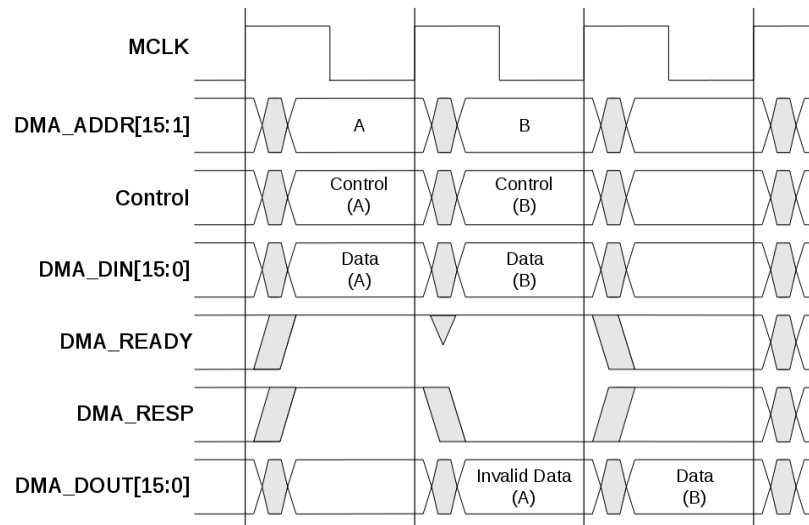 MCLK
DMA_ADDR[15:1]
A
B
Control
Control
(A)
Control
(B)
DMA_DIN[15:0]
Data
(A)
Data
(B)
DMA_READY
DMA_RESP
DMA_DOUT[15:0]
Invalid Data
(A)
Data
(B)